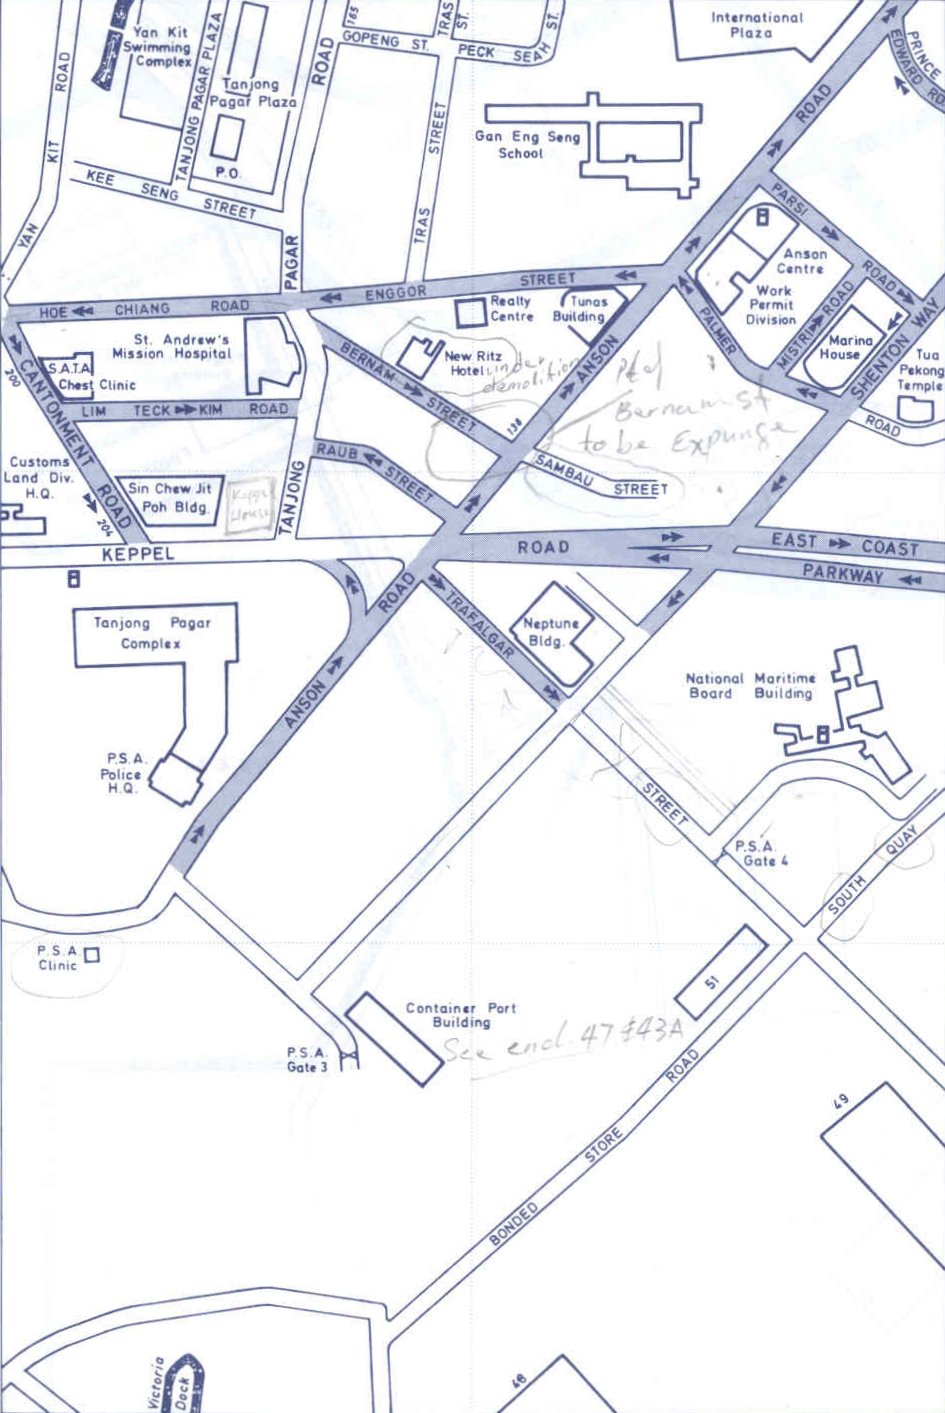 Yan Kit
Swimming
Complex
YAN KIT ROAD
TANJONG PAGAR PLAZA
Tanjong
Pagar Plaza
P.O.
165
ROAD
TRAS ST.
GOPENG ST.
PECK SEAH ST.
International
Plaza
PRINCE
EDWARD RD
ROAD
Gan Eng Seng
School
TRAS STREET
KEE SENG STREET
PAGAR
PARSI ROAD
Anson
Centre
Work
Permit
Division
MISTRI ROAD
Marina
House
SHENTON WAY
PALMER
ROAD
Tua
Pekong
Temple
HOE CHIANG ROAD
ENGGOR STREET
Realty
Centre
Tunas
Building
St. Andrew's
Mission Hospital
S.A.T.A.
Chest Clinic
200
CANTONMENT ROAD
204
LIM TECK KIM ROAD
BERNAM STREET
New Ritz
Hotel
under
demolition
ANSON
138
Bernam st
to be Expunge
RAUB STREET
SAMBAU STREET
Customs
Land Div.
H.Q.
Sin Chew Jit
Poh Bldg.
Keppel
House
TANJONG
KEPPEL
ROAD
EAST COAST
PARKWAY
Tanjong Pagar
Complex
ANSON ROAD
TRAFALGAR
Neptune
Bldg.
National Maritime
Board Building
P.S.A.
Police
H.Q.
STREET
P.S.A.
Gate 4
SOUTH QUAY
P.S.A.
Clinic
51
Container Port
Building
See encl. 47 & 43A
P.S.A.
Gate 3
BONDED STORE ROAD
49
48
Victoria
Dock